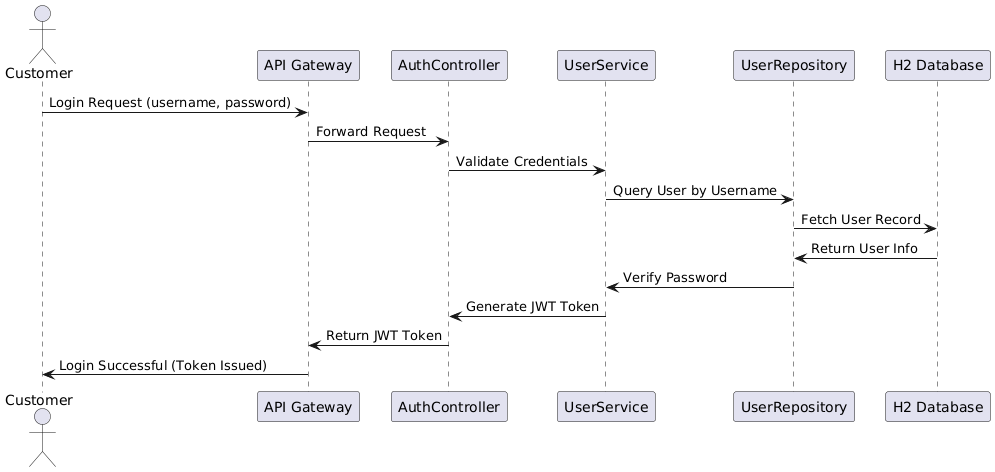 Customer
API Gateway
AuthController
UserService
UserRepository
H2 Database
Login Request (username, password)
Forward Request
Validate Credentials
Query User by Username
Fetch User Record
Return User Info
Verify Password
Generate JWT Token
Return JWT Token
Login Successful (Token Issued)
Customer
API Gateway
AuthController
UserService
UserRepository
H2 Database